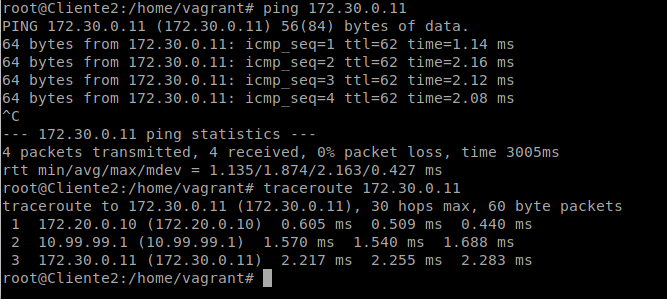 root@Cliente2:/home/vagrant# ping 172.30.0.11
PING 172.30.0.11 (172.30.0.11) 56(84) bytes of data.
64 bytes from 172.30.0.11: icmp_seq=1 ttl=62 time=1.14 ms
64 bytes from 172.30.0.11: icmp_seq=2 ttl=62 time=2.16 ms
64 bytes from 172.30.0.11: icmp_seq=3 ttl=62 time=2.12 ms
64 bytes from 172.30.0.11: icmp_seq=4 ttl=62 time=2.08 ms
^C
--- 172.30.0.11 ping statistics ---
4 packets transmitted, 4 received, 0% packet loss, time 3005ms
rtt min/avg/max/mdev = 1.135/1.874/2.163/0.427 ms
root@Cliente2:/home/vagrant# traceroute 172.30.0.11
traceroute to 172.30.0.11 (172.30.0.11), 30 hops max, 60 byte packets
 1  172.20.0.10 (172.20.0.10)  0.605 ms  0.509 ms  0.440 ms
 2  10.99.99.1 (10.99.99.1)  1.570 ms  1.540 ms  1.688 ms
 3  172.30.0.11 (172.30.0.11)  2.217 ms  2.255 ms  2.283 ms
root@Cliente2:/home/vagrant#